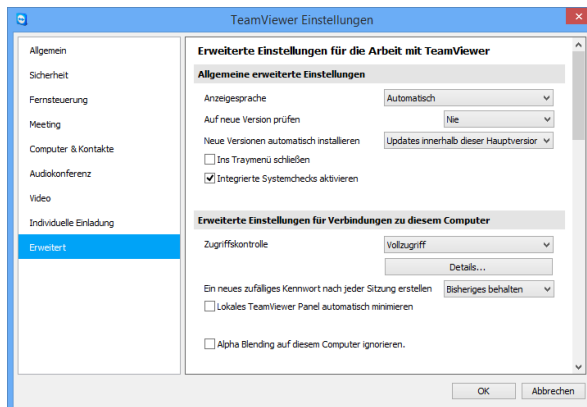 TeamViewer Einstellungen
Allgemein
Sicherheit
Fernsteuerung
Meeting
Computer & Kontakte
Audiokonferenz
Video
Individuelle Einladung
Erweitert
Erweiterte Einstellungen für die Arbeit mit TeamViewer
Allgemeine erweiterte Einstellungen
Anzeigesprache Automatisch
Auf neue Version prüfen Nie
Neue Versionen automatisch installieren Updates innerhalb dieser Hauptversior
Ins Traymenü schließen
Integrierte Systemchecks aktivieren
Erweiterte Einstellungen für Verbindungen zu diesem Computer
Zugriffskontrolle Vollzugriff
Details...
Ein neues zufälliges Kennwort nach jeder Sitzung erstellen Bisheriges behalten
Lokales TeamViewer Panel automatisch minimieren
Alpha Blending auf diesem Computer ignorieren.
OK Abbrechen